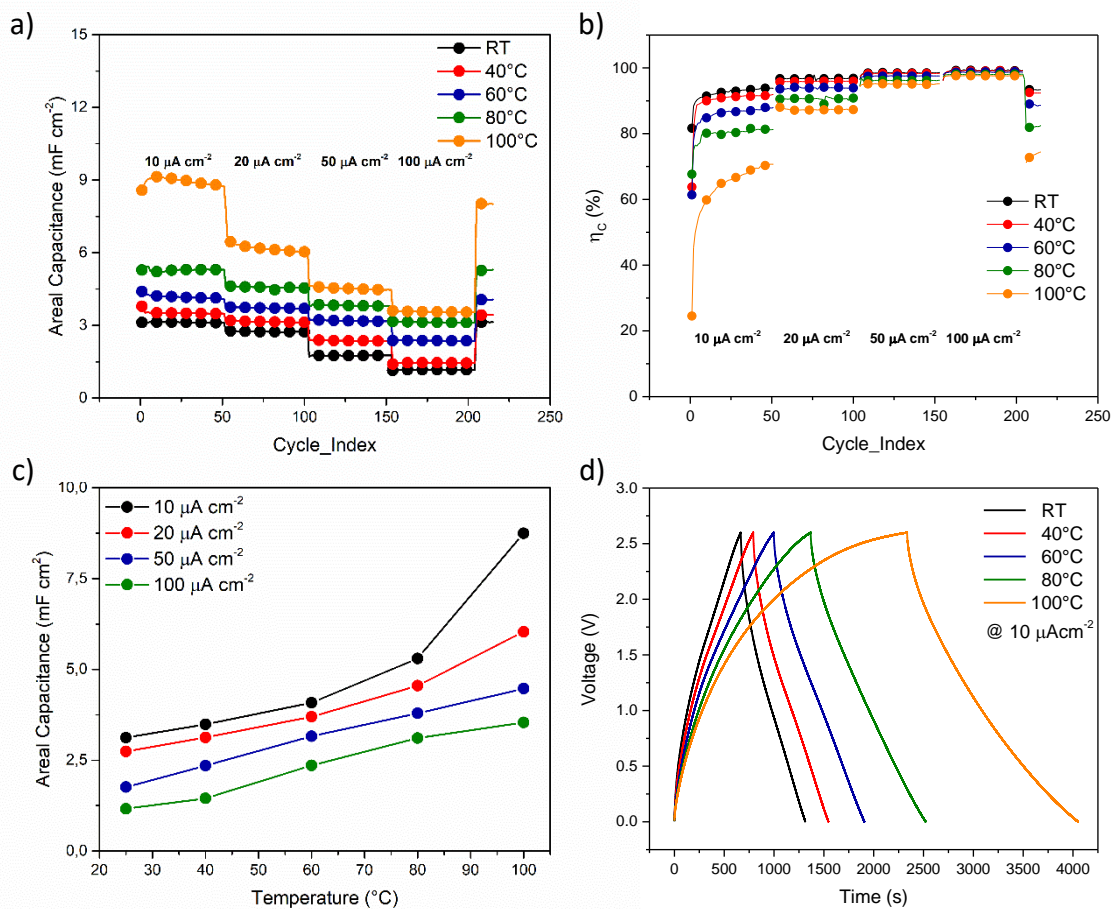 a)
15
12
9
6
3
0
Areal Capacitance (mF cm⁻²)
RT
40°C
60°C
80°C
100°C
10 μA cm⁻²
20 μA cm⁻²
50 μA cm⁻²
100 μA cm⁻²
0 50 100 150 200 250
Cycle_Index
b)
100
80
60
40
20
0
η_C (%)
RT
40°C
60°C
80°C
100°C
10 μA cm⁻² 20 μA cm⁻² 50 μA cm⁻² 100 μA cm⁻²
0 50 100 150 200 250
Cycle_Index
c)
10,0
7,5
5,0
2,5
0,0
Areal Capacitance (mF cm²)
10 μA cm⁻²
20 μA cm⁻²
50 μA cm⁻²
100 μA cm⁻²
20 30 40 50 60 70 80 90 100
Temperature (°C)
d)
3.0
2.5
2.0
1.5
1.0
0.5
0.0
Voltage (V)
RT
40°C
60°C
80°C
100°C
@ 10 μAcm⁻²
0 500 1000 1500 2000 2500 3000 3500 4000
Time (s)